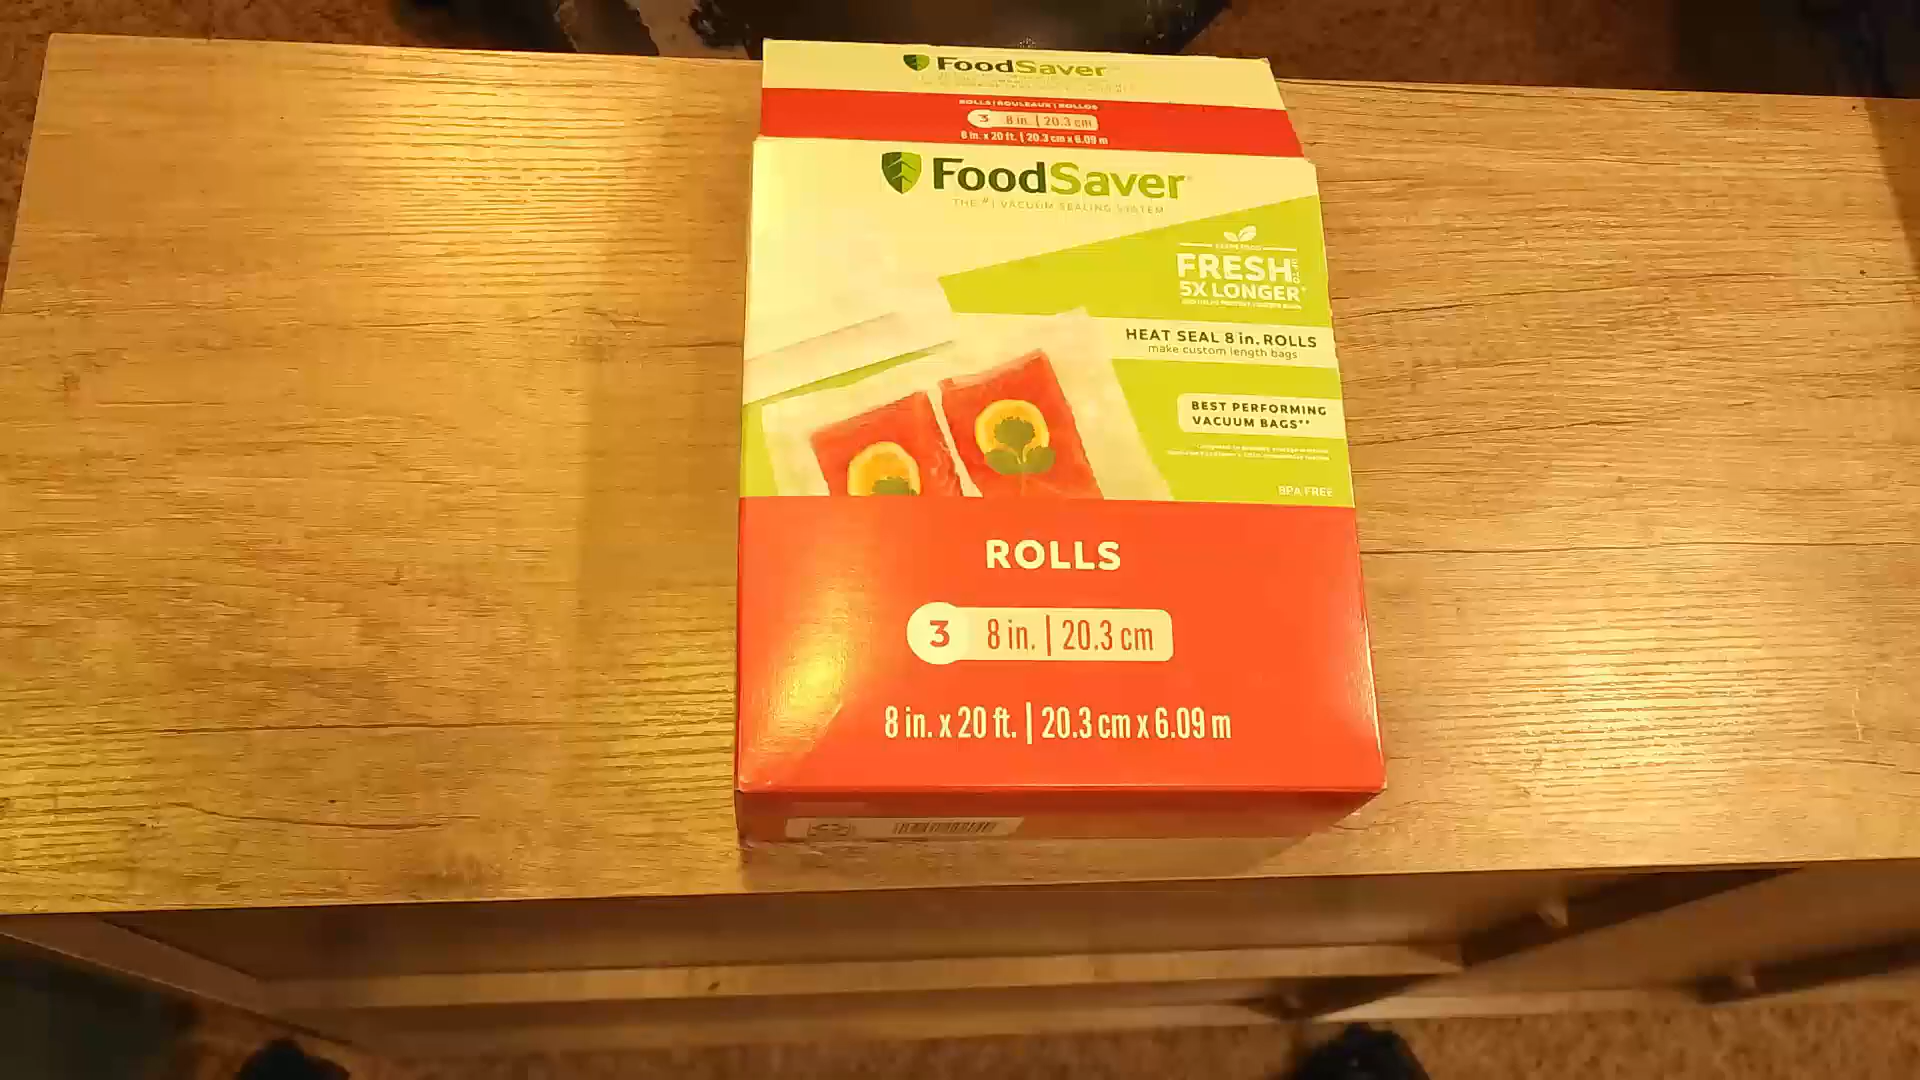 FoodSaver
ROLLS | ROULEAUX | ROLLOS
3 8 in. | 20.3 cm
8 in. x 20 ft. | 20.3 cm x 6.09 m
FoodSaver
THE #1 VACUUM SEALING SYSTEM
FRESH UP TO
5X LONGER*
HEAT SEAL 8 in. ROLLS
make custom length bags
BEST PERFORMING
VACUUM BAGS**
BPA FREE
ROLLS
3 8 in. | 20.3 cm
8 in. x 20 ft. | 20.3 cm x 6.09 m